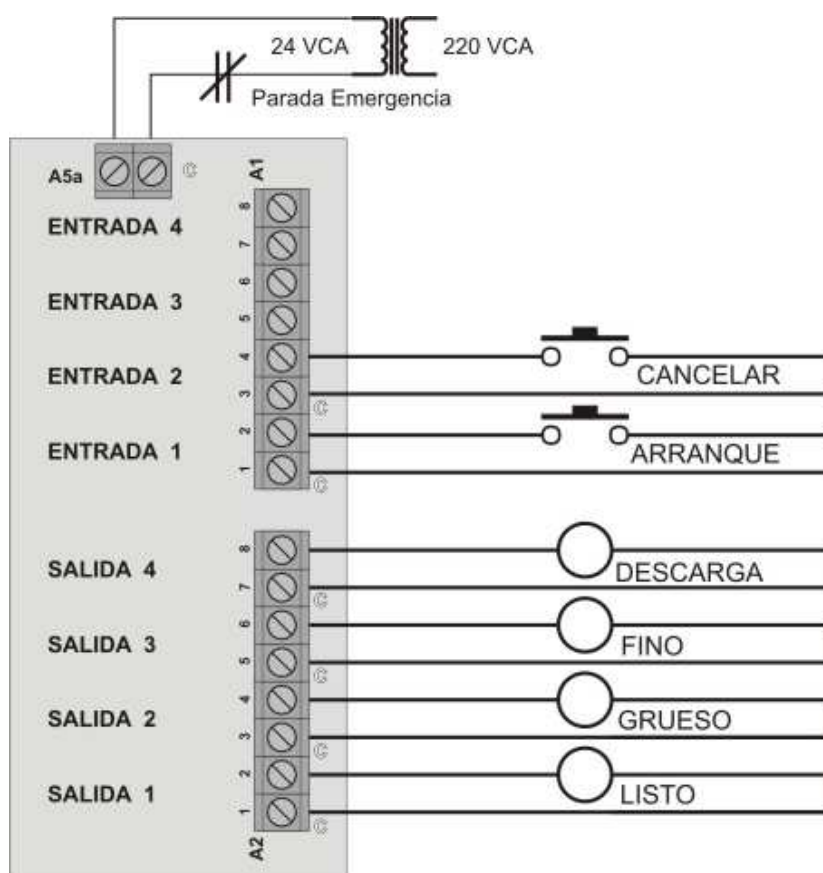 24 VCA 220 VCA
Parada Emergencia
A5a C A1
8
ENTRADA 4
7
6
ENTRADA 3
5
4
ENTRADA 2 CANCELAR
3 C
2
ENTRADA 1 ARRANQUE
1 C
8
SALIDA 4 DESCARGA
7 C
6
SALIDA 3 FINO
5 C
4
SALIDA 2 GRUESO
3 C
2
SALIDA 1 LISTO
1 C
A2